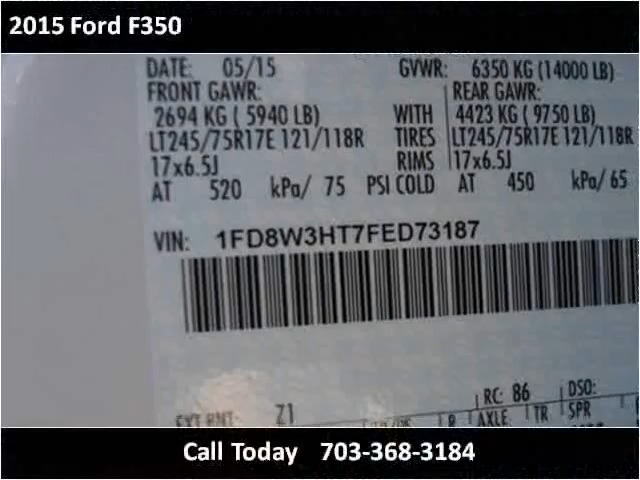 2015 Ford F350
DATE: 05/15 GVWR: 6350 KG (14000 LB)
FRONT GAWR: REAR GAWR:
2694 KG ( 5940 LB) WITH 4423 KG ( 9750 LB)
LT245/75R17E 121/118R TIRES LT245/75R17E 121/118R
17x6.5J RIMS 17x6.5J
AT 520 kPa/ 75 PSI COLD AT 450 kPa/ 65
VIN: 1FD8W3HT7FED73187
RC: 86 DSO:
EXT PNT: Z1 R AXLE TR SPR
Call Today 703-368-3184